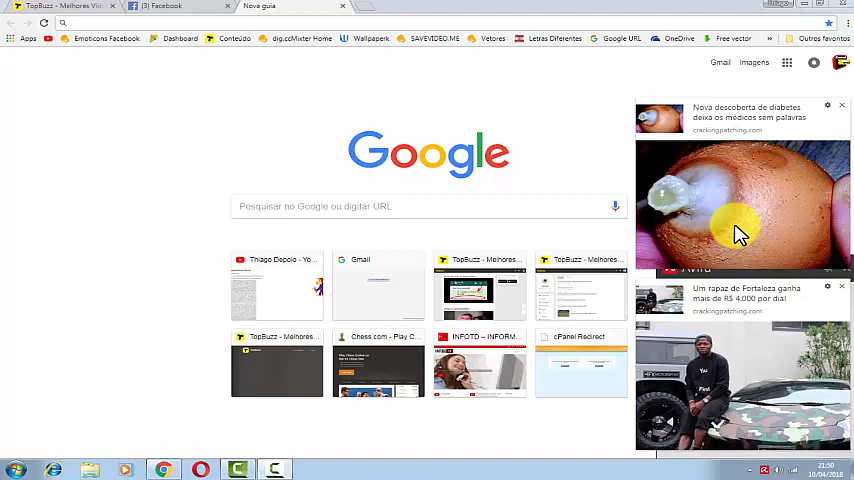 TopBuzz - Melhores Víd
(3) Facebook
Nova guia
Thiago
Apps
Emoticons Facebook
Dashboard
Conteúdo
dig.ccMixter Home
Wallpaperk
SAVEVIDEO.ME
Vetores
Letras Diferentes
Google URL
OneDrive
Free vector
»
Outros favoritos
Gmail
Imagens
Google
Pesquisar no Google ou digitar URL
Thiago Depolo - Yo...
Gmail
TopBuzz - Melhores...
TopBuzz - Melhores...
TopBuzz - Melhores...
Chess.com - Play C...
INFOTD – INFORM...
cPanel Redirect
Nova descoberta de diabetes
deixa os médicos sem palavras
crackingpatching.com
Avira
Um rapaz de Fortaleza ganha
mais de R$ 4.000 por dia!
crackingpatching.com
You
First
21:50
10/04/2018